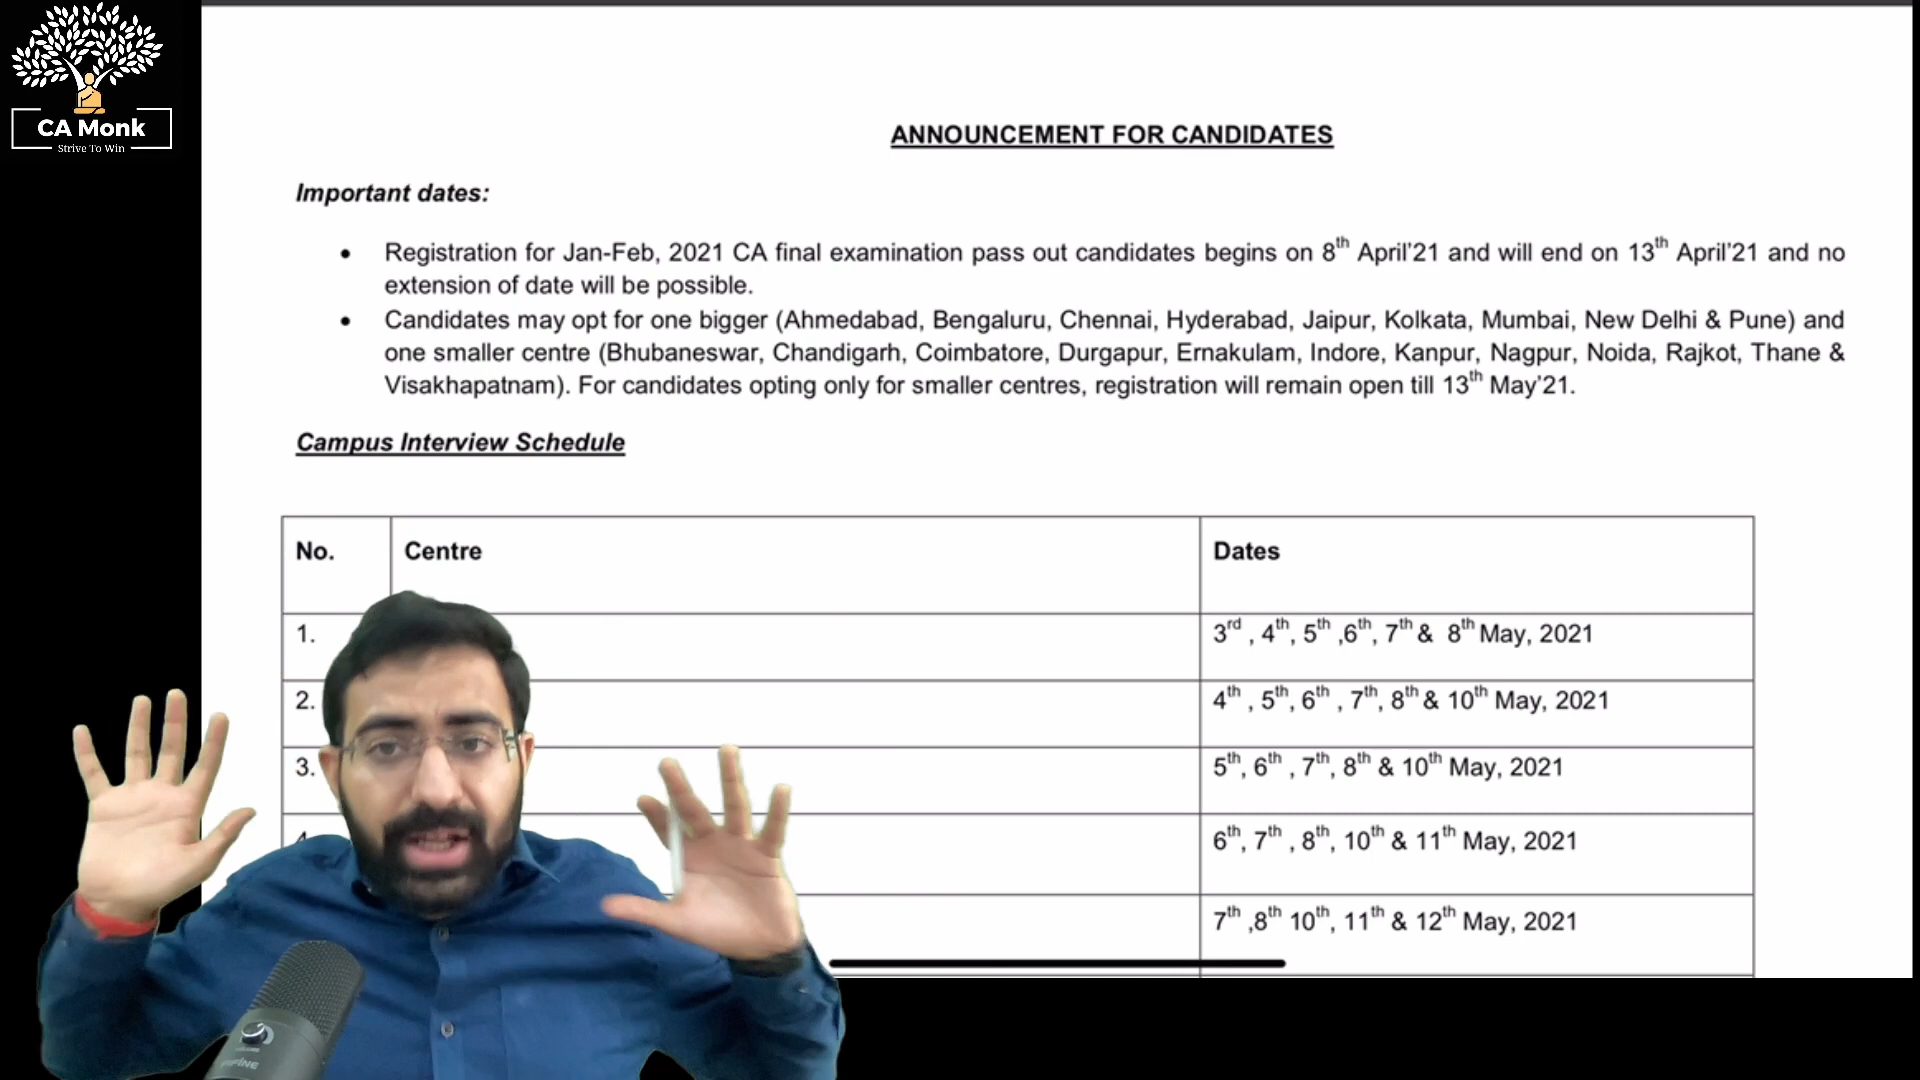 CA Monk
Strive To Win
ANNOUNCEMENT FOR CANDIDATES
Important dates:
• Registration for Jan-Feb, 2021 CA final examination pass out candidates begins on 8th April'21 and will end on 13th April'21 and no
extension of date will be possible.
• Candidates may opt for one bigger (Ahmedabad, Bengaluru, Chennai, Hyderabad, Jaipur, Kolkata, Mumbai, New Delhi & Pune) and
one smaller centre (Bhubaneswar, Chandigarh, Coimbatore, Durgapur, Ernakulam, Indore, Kanpur, Nagpur, Noida, Rajkot, Thane &
Visakhapatnam). For candidates opting only for smaller centres, registration will remain open till 13th May'21.
Campus Interview Schedule
No. Centre Dates
1. 3rd , 4th, 5th ,6th, 7th & 8th May, 2021
2. 4th , 5th, 6th , 7th, 8th & 10th May, 2021
3. 5th, 6th , 7th, 8th & 10th May, 2021
6th, 7th , 8th, 10th & 11th May, 2021
7th ,8th 10th, 11th & 12th May, 2021